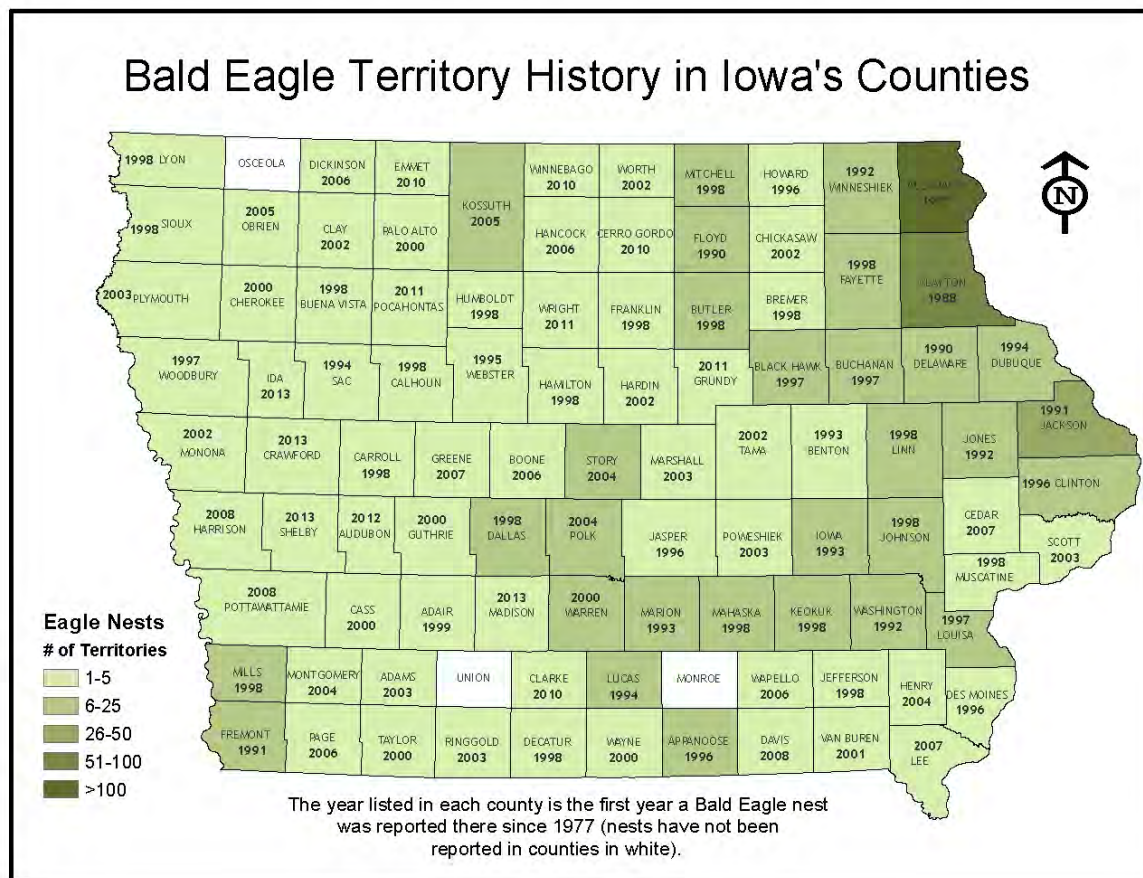 Bald Eagle Territory History in Iowa's Counties
1998 LYON
OSCEOLA
DICKINSON
2006
EMMET
2010
KOSSUTH
2005
WINNEBAGO
2010
WORTH
2002
MITCHELL
1998
HOWARD
1996
1992
WINNESHIEK
N
1998 SIOUX
2005
OBRIEN
CLAY
2002
PALO ALTO
2000
HANCOCK
2006
CERRO GORDO
2010
FLOYD
1990
CHICKASAW
2002
1998
FAYETTE
CLAYTON
1988
2003 PLYMOUTH
2000
CHEROKEE
1998
BUENA VISTA
2011
POCAHONTAS
HUMBOLDT
1998
WRIGHT
2011
FRANKLIN
1998
BUTLER
1998
BREMER
1998
1997
WOODBURY
IDA
2013
1994
SAC
1998
CALHOUN
1995
WEBSTER
HAMILTON
1998
HARDIN
2002
2011
GRUNDY
BLACK HAWK
1997
BUCHANAN
1997
1990
DELAWARE
1994
DUBUQUE
2002
MONONA
2013
CRAWFORD
CARROLL
1998
GREENE
2007
BOONE
2006
STORY
2004
MARSHALL
2003
2002
TAMA
1993
BENTON
1998
LINN
JONES
1992
1991
JACKSON
1996 CLINTON
2008
HARRISON
2013
SHELBY
2012
AUDUBON
2000
GUTHRIE
1998
DALLAS
2004
POLK
JASPER
1996
POWESHIEK
2003
IOWA
1993
1998
JOHNSON
CEDAR
2007
SCOTT
2003
1998
MUSCATINE
2008
POTTAWATTAMIE
CASS
2000
ADAIR
1999
2013
MADISON
2000
WARREN
MARION
1993
MAHASKA
1998
KEOKUK
1998
WASHINGTON
1992
1997
LOUISA
MILLS
1998
MONTGOMERY
2004
ADAMS
2003
UNION
CLARKE
2010
LUCAS
1994
MONROE
WAPELLO
2006
JEFFERSON
1998
HENRY
2004
DES MOINES
1996
FREMONT
1991
PAGE
2006
TAYLOR
2000
RINGGOLD
2003
DECATUR
1998
WAYNE
2000
APPANOOSE
1996
DAVIS
2008
VAN BUREN
2001
2007
LEE
Eagle Nests
# of Territories
1-5
6-25
26-50
51-100
>100
The year listed in each county is the first year a Bald Eagle nest
was reported there since 1977 (nests have not been
reported in counties in white).